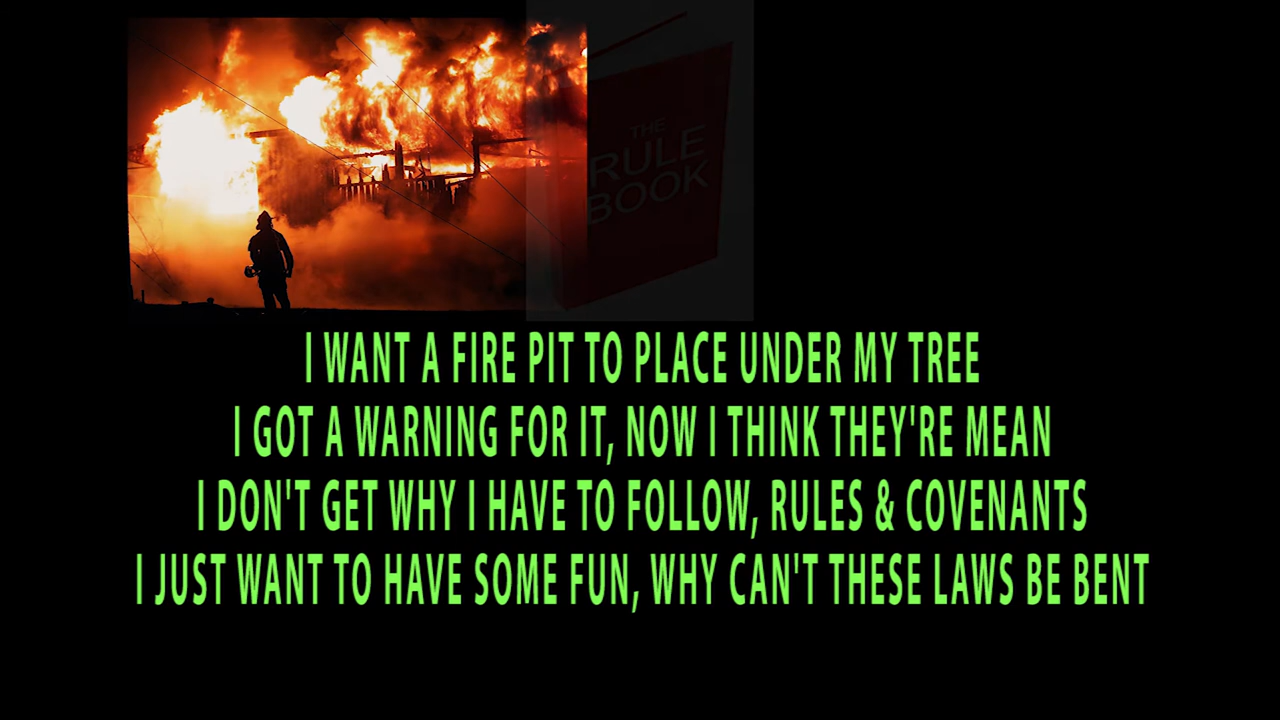 THE
RULE
BOOK
I WANT A FIRE PIT TO PLACE UNDER MY TREE
I GOT A WARNING FOR IT, NOW I THINK THEY'RE MEAN
I DON'T GET WHY I HAVE TO FOLLOW, RULES & COVENANTS
I JUST WANT TO HAVE SOME FUN, WHY CAN'T THESE LAWS BE BENT